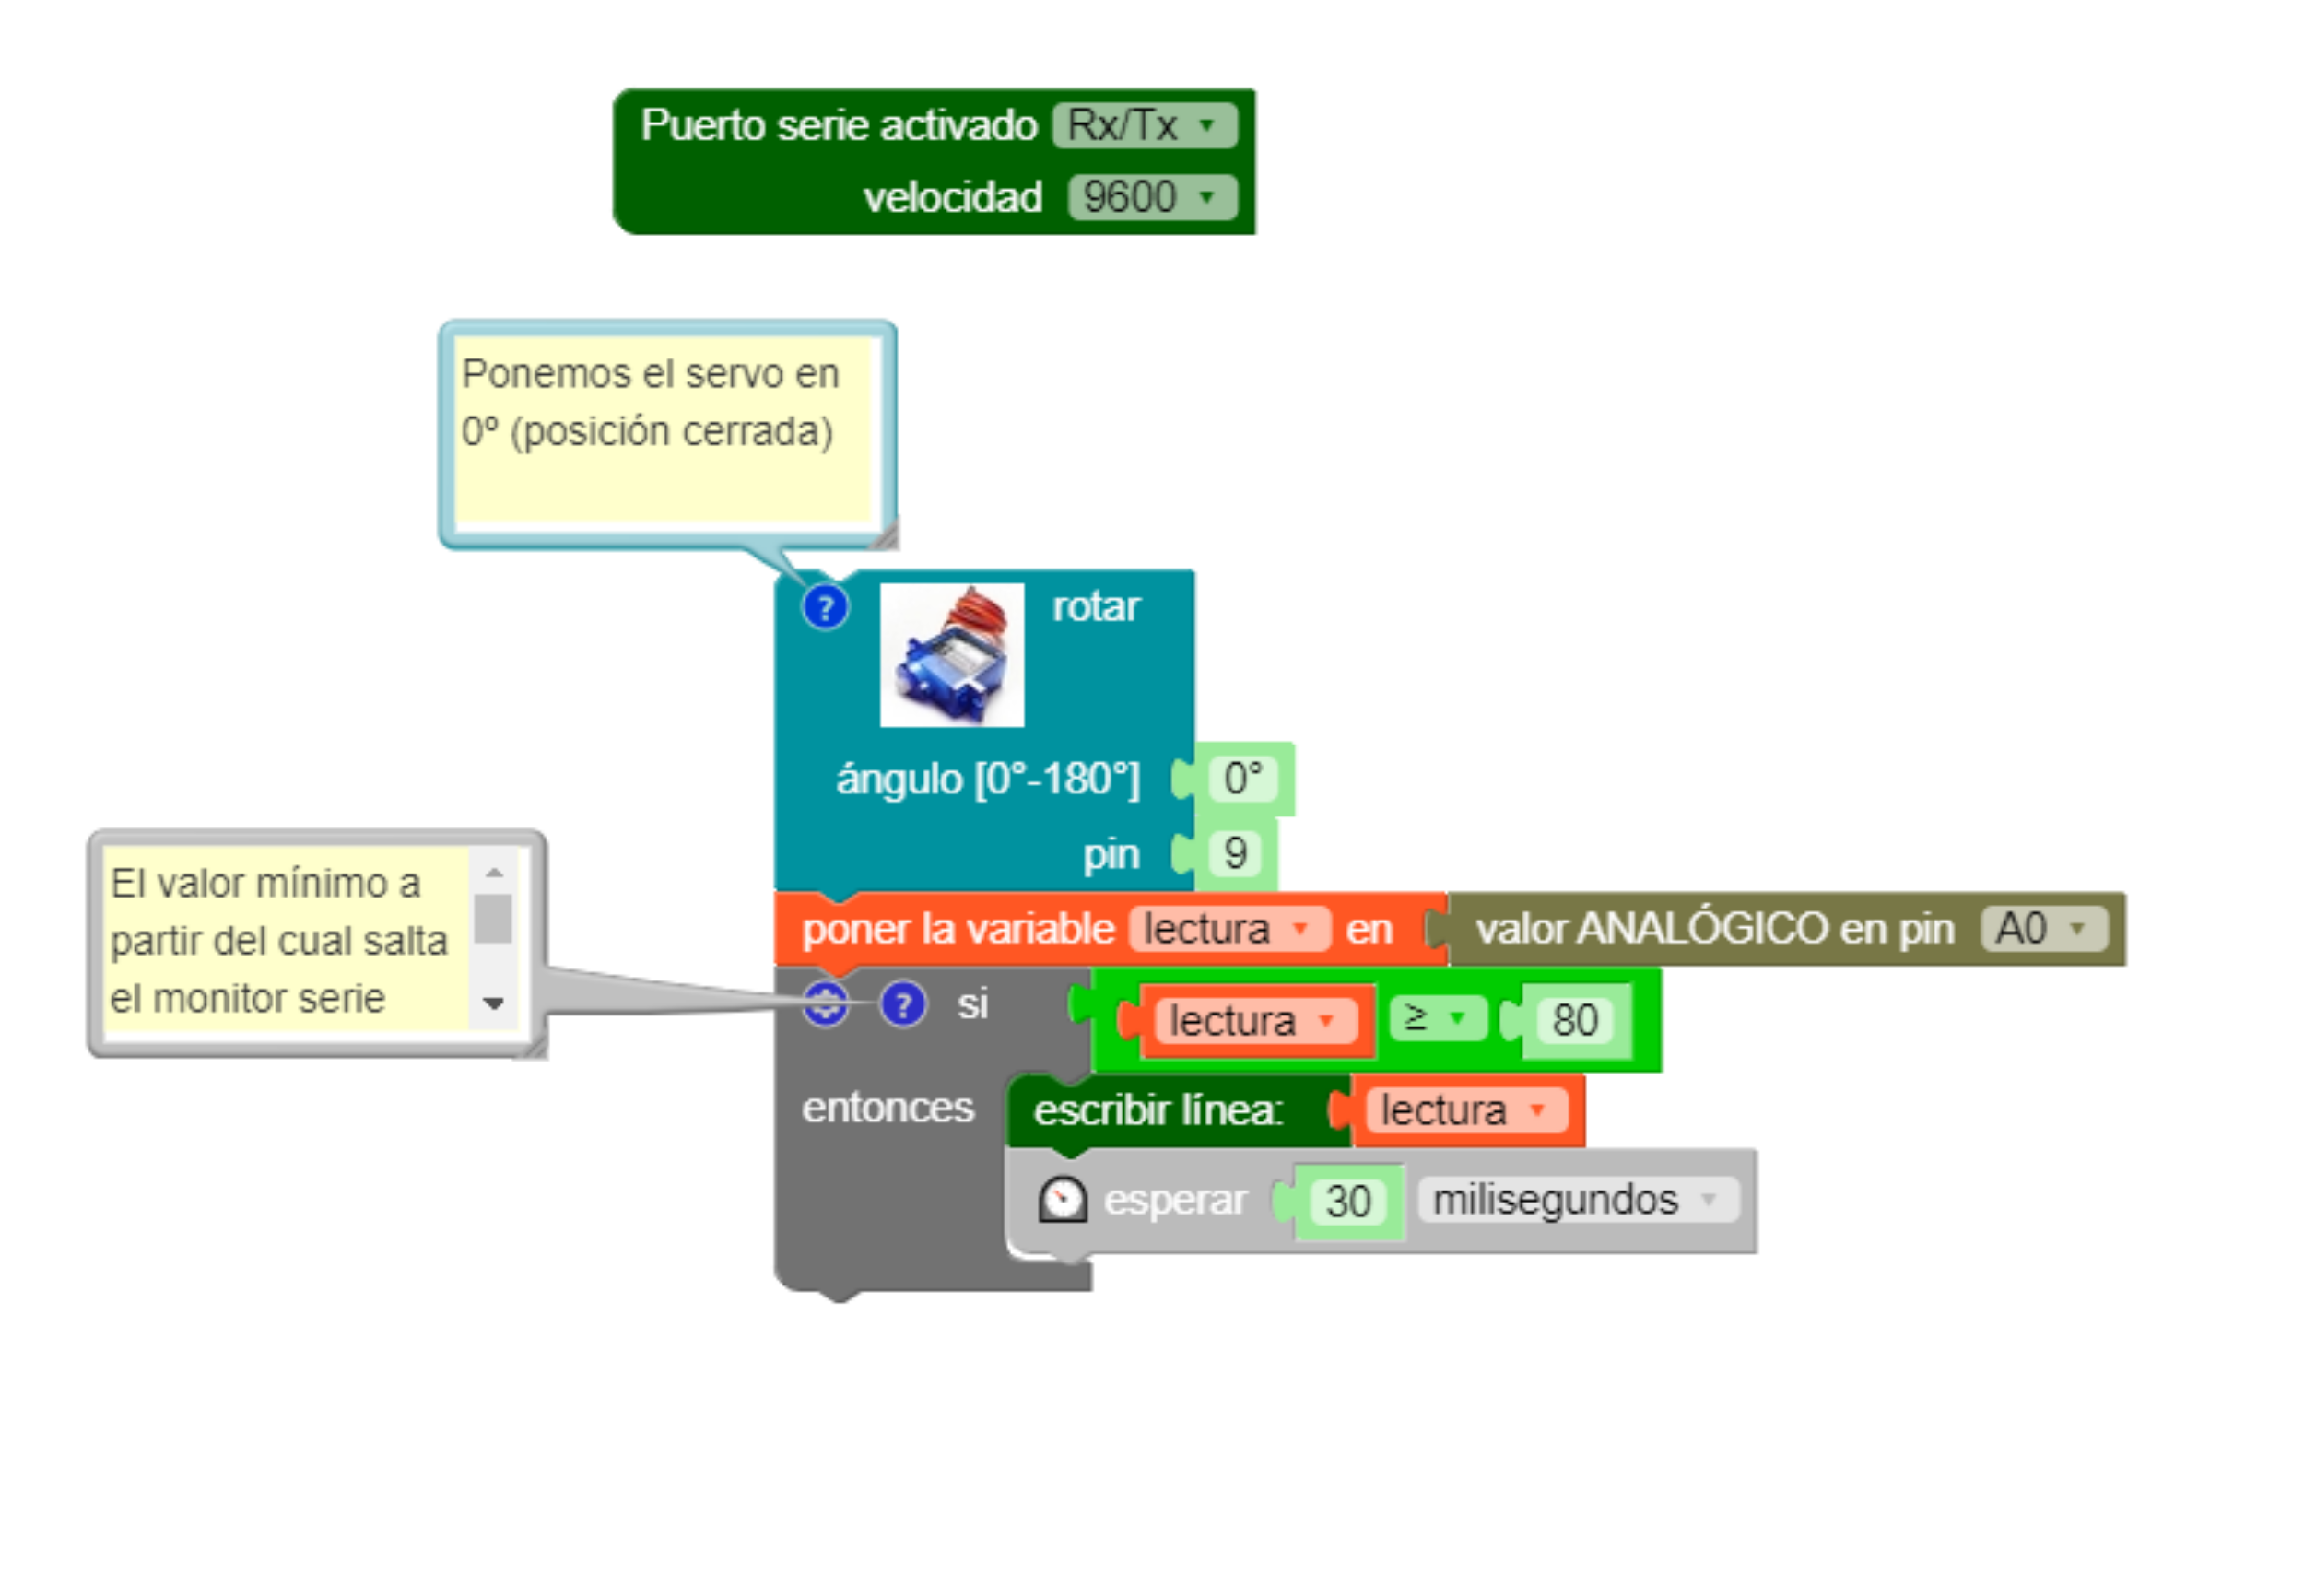 Puerto serie activado Rx/Tx
velocidad 9600
Ponemos el servo en
0º (posición cerrada)
rotar
ángulo [0°-180°] 0°
pin 9
poner la variable lectura en valor ANALÓGICO en pin A0
El valor mínimo a
partir del cual salta
el monitor serie
si lectura ≥ 80
entonces escribir línea: lectura
esperar 30 milisegundos